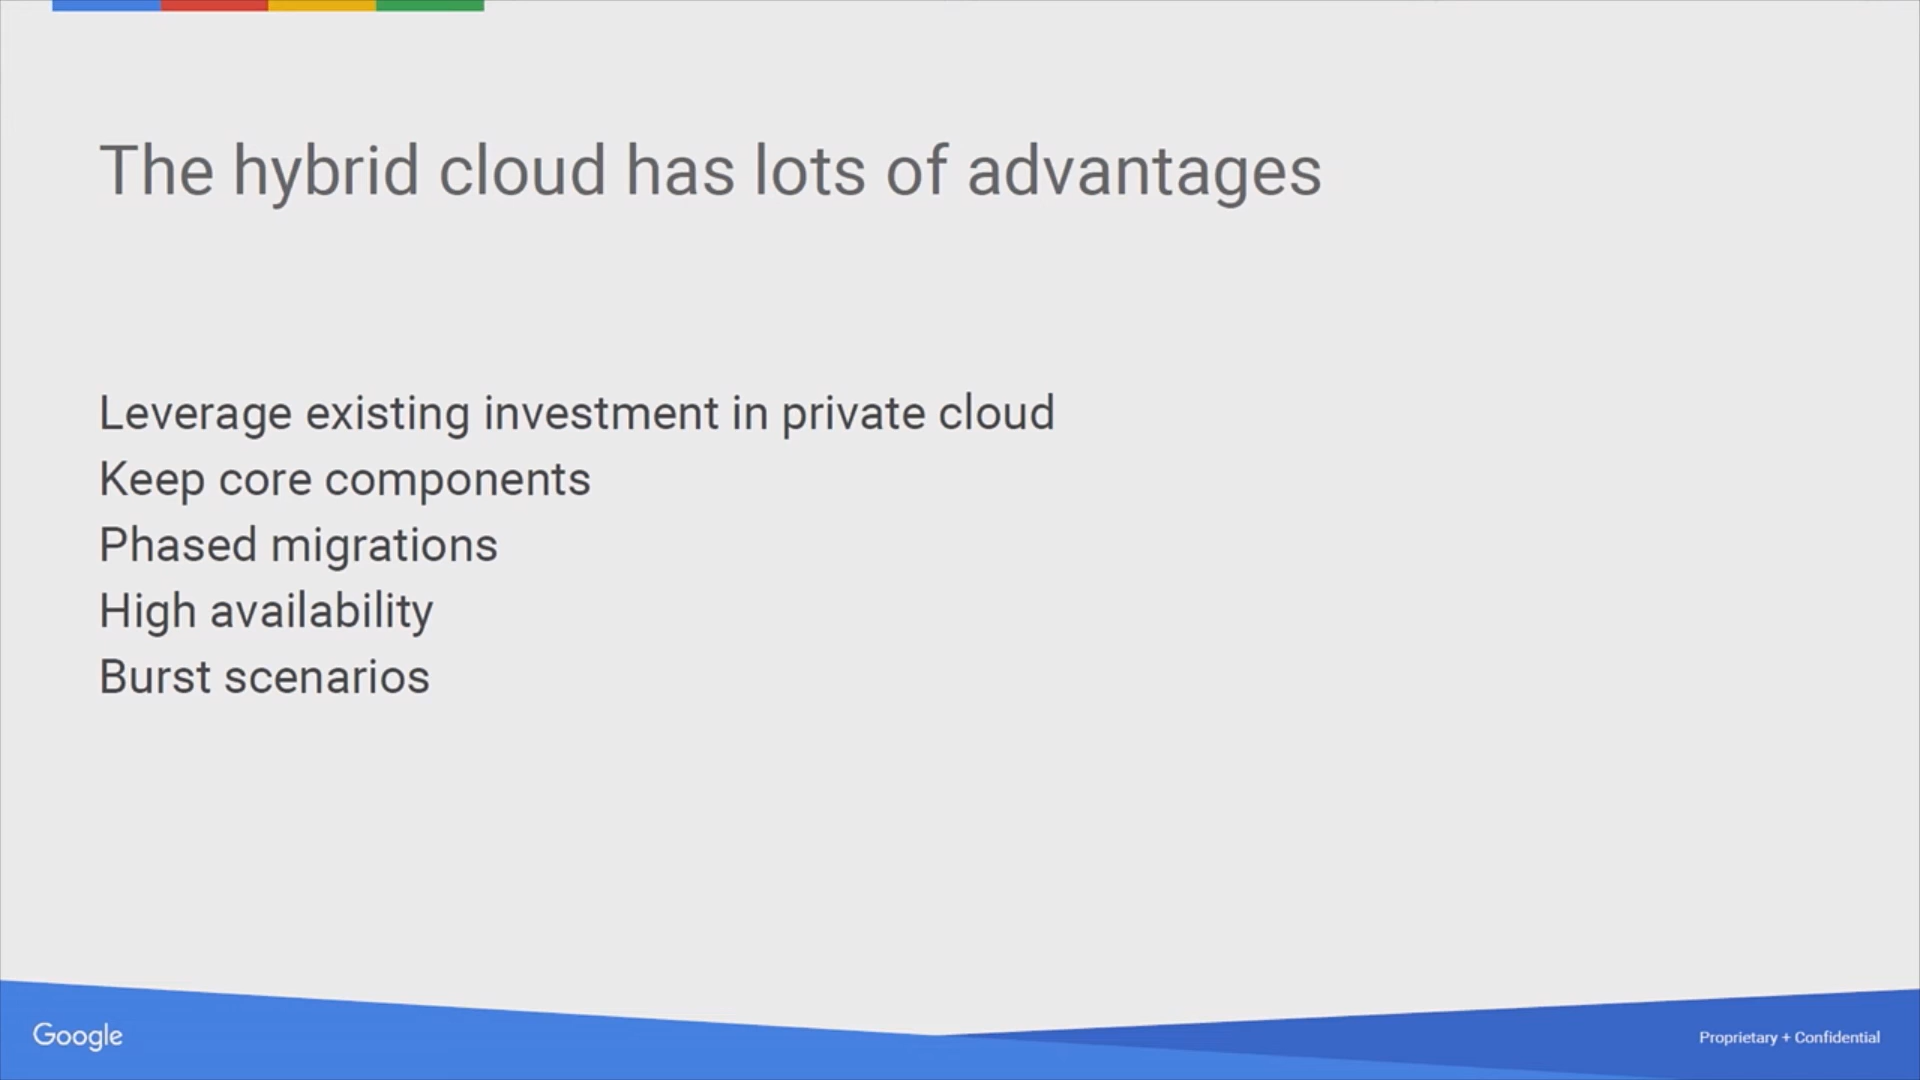 The hybrid cloud has lots of advantages
Leverage existing investment in private cloud
Keep core components
Phased migrations
High availability
Burst scenarios
Google
Proprietary + Confidential